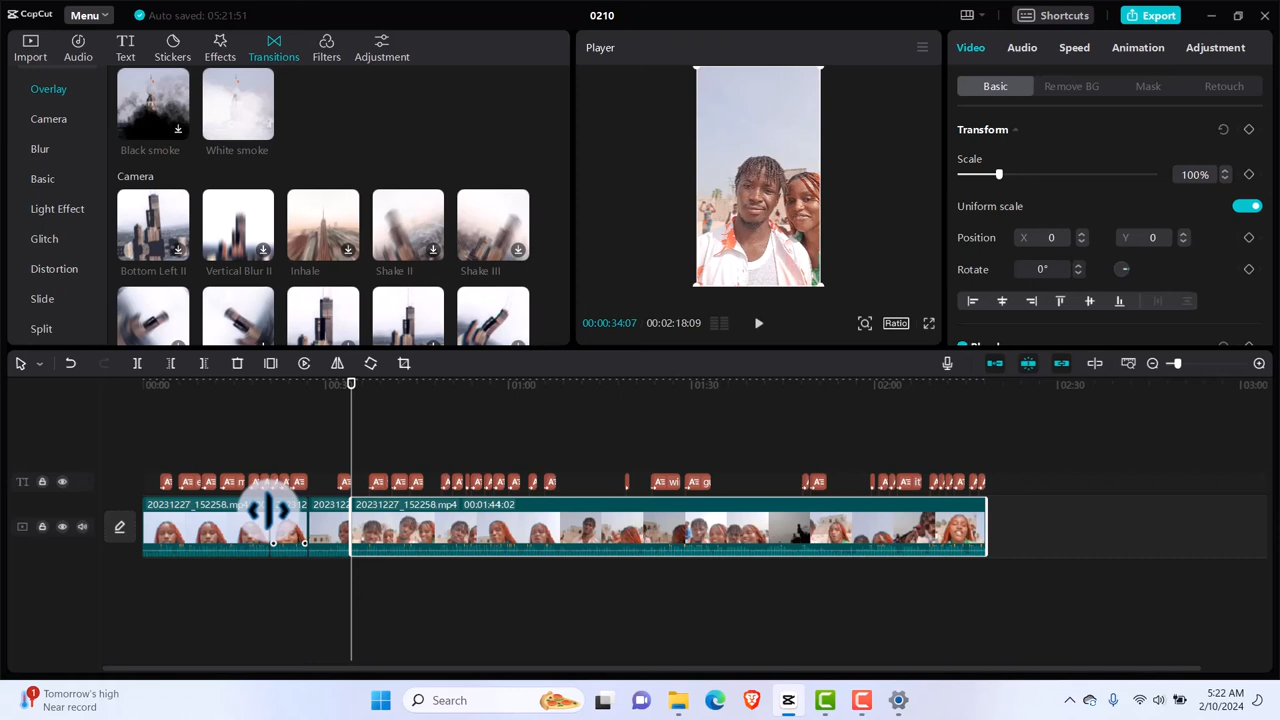 CapCut
Menu
Auto saved: 05:21:51
0210
Shortcuts
Export
Import
Audio
Text
Stickers
Effects
Transitions
Filters
Adjustment
Overlay
Camera
Blur
Basic
Light Effect
Glitch
Distortion
Slide
Split
Black smoke
White smoke
Camera
Bottom Left II
Vertical Blur II
Inhale
Shake II
Shake III
Player
00:00:34:07
00:02:18:09
Ratio
Video
Audio
Speed
Animation
Adjustment
Basic
Remove BG
Mask
Retouch
Transform
Scale
100%
Uniform scale
Position
X 0
Y 0
Rotate
0°
00:00
01:00
01:30
02:00
02:30
03:00
TI
20231227_152258.mp4
20231227_152258.mp4 00:01:44:02
1
Tomorrow's high
Near record
Search
5:22 AM
2/10/2024